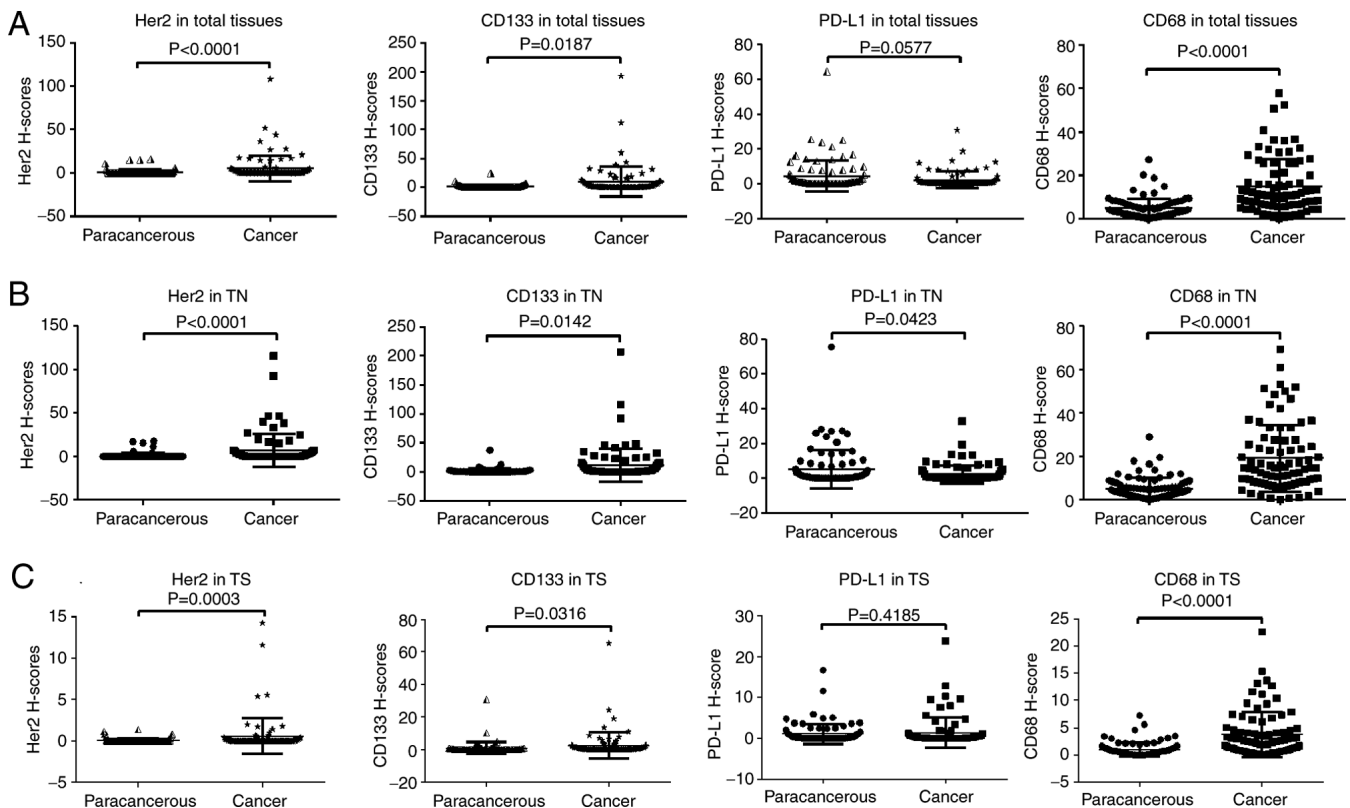 A
Her2 in total tissues
P<0.0001
Her2 H-scores
150
100
50
0
−50
Paracancerous Cancer
CD133 in total tissues
P=0.0187
CD133 H-scores
250
200
150
100
50
0
−50
Paracancerous Cancer
PD-L1 in total tissues
P=0.0577
PD-L1 H-scores
80
60
40
20
0
−20
Paracancerous Cancer
CD68 in total tissues
P<0.0001
CD68 H-scores
80
60
40
20
0
Paracancerous Cancer
B
Her2 in TN
P<0.0001
Her2 H-scores
150
100
50
0
−50
Paracancerous Cancer
CD133 in TN
P=0.0142
CD133 H-scores
250
200
150
100
50
0
−50
Paracancerous Cancer
PD-L1 in TN
P=0.0423
PD-L1 H-score
80
60
40
20
0
−20
Paracancerous Cancer
CD68 in TN
P<0.0001
CD68 H-score
80
60
40
20
0
Paracancerous Cancer
C
Her2 in TS
P=0.0003
Her2 H-scores
15
10
5
0
−5
Paracancerous Cancer
CD133 in TS
P=0.0316
CD133 H-scores
80
60
40
20
0
−20
Paracancerous Cancer
PD-L1 in TS
P=0.4185
PD-L1 H-score
30
20
10
0
−10
Paracancerous Cancer
CD68 in TS
P<0.0001
CD68 H-score
25
20
15
10
5
0
−5
Paracancerous Cancer